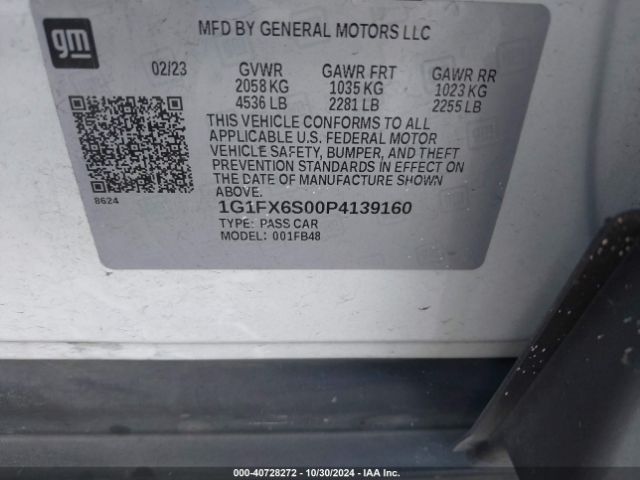 gm
MFD BY GENERAL MOTORS LLC
02/23 GVWR GAWR FRT GAWR RR
2058 KG 1035 KG 1023 KG
4536 LB 2281 LB 2255 LB
THIS VEHICLE CONFORMS TO ALL
APPLICABLE U.S. FEDERAL MOTOR
VEHICLE SAFETY, BUMPER, AND THEFT
PREVENTION STANDARDS IN EFFECT ON
THE DATE OF MANUFACTURE SHOWN
ABOVE.
8624
1G1FX6S00P4139160
TYPE: PASS CAR
MODEL: 001FB48
000-40728272 - 10/30/2024 - IAA Inc.